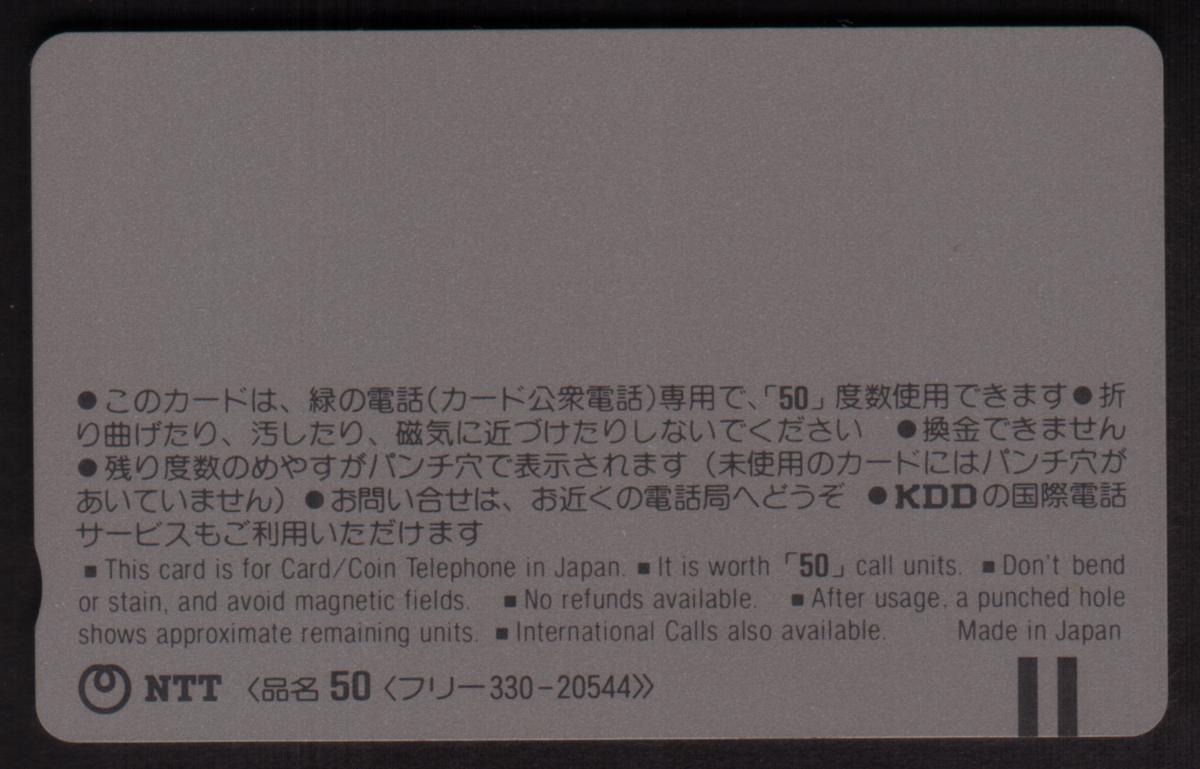 ●このカードは、緑の電話(カード公衆電話)専用で、「50」度数使用できます●折
り曲げたり、汚したり、磁気に近づけたりしないでください ●換金できません
●残り度数のめやすがパンチ穴で表示されます（未使用のカードにはパンチ穴が
あいていません）●お問い合せは、お近くの電話局へどうぞ ●KDDの国際電話
サービスもご利用いただけます
■This card is for Card/Coin Telephone in Japan. ■It is worth「50」call units. ■Don't bend
or stain, and avoid magnetic fields. ■No refunds available. ■After usage, a punched hole
shows approximate remaining units. ■International Calls also available. Made in Japan
NTT 〈品名 50〈フリー330-20544》